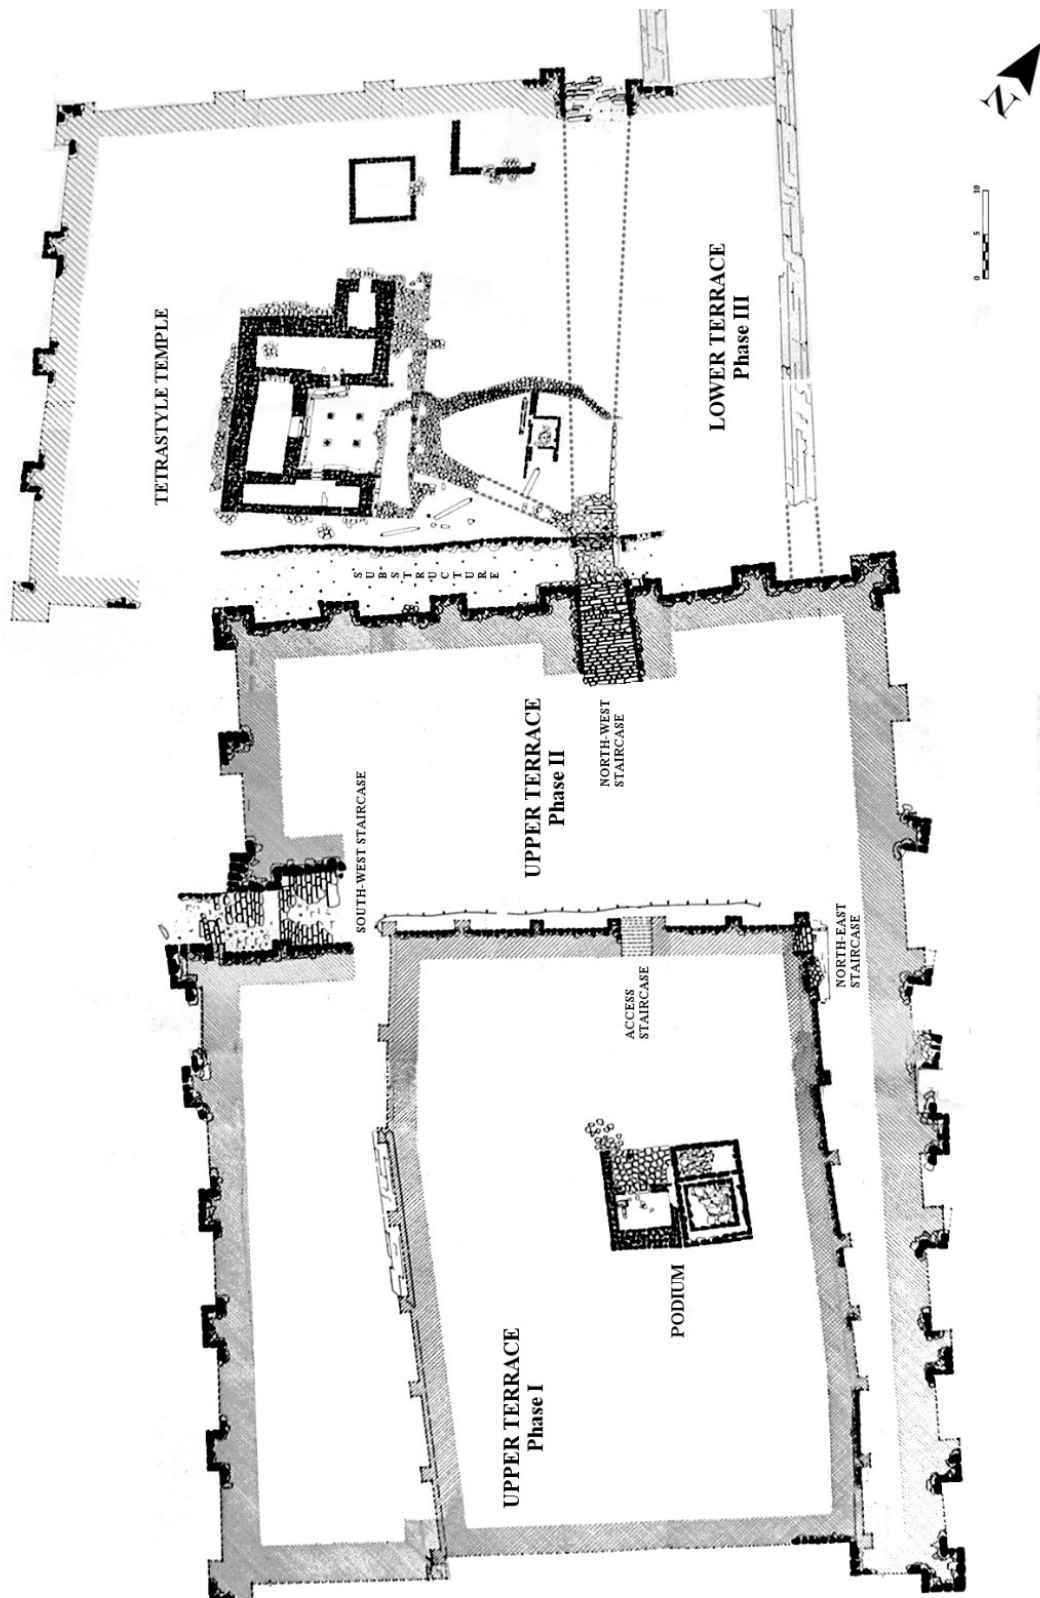 N
0 5 10
TETRASTYLE TEMPLE
LOWER TERRACE
Phase III
SUBSTRUCTURE
UPPER TERRACE
Phase II
NORTH-WEST
STAIRCASE
SOUTH-WEST STAIRCASE
ACCESS
STAIRCASE
NORTH-EAST
STAIRCASE
PODIUM
UPPER TERRACE
Phase I